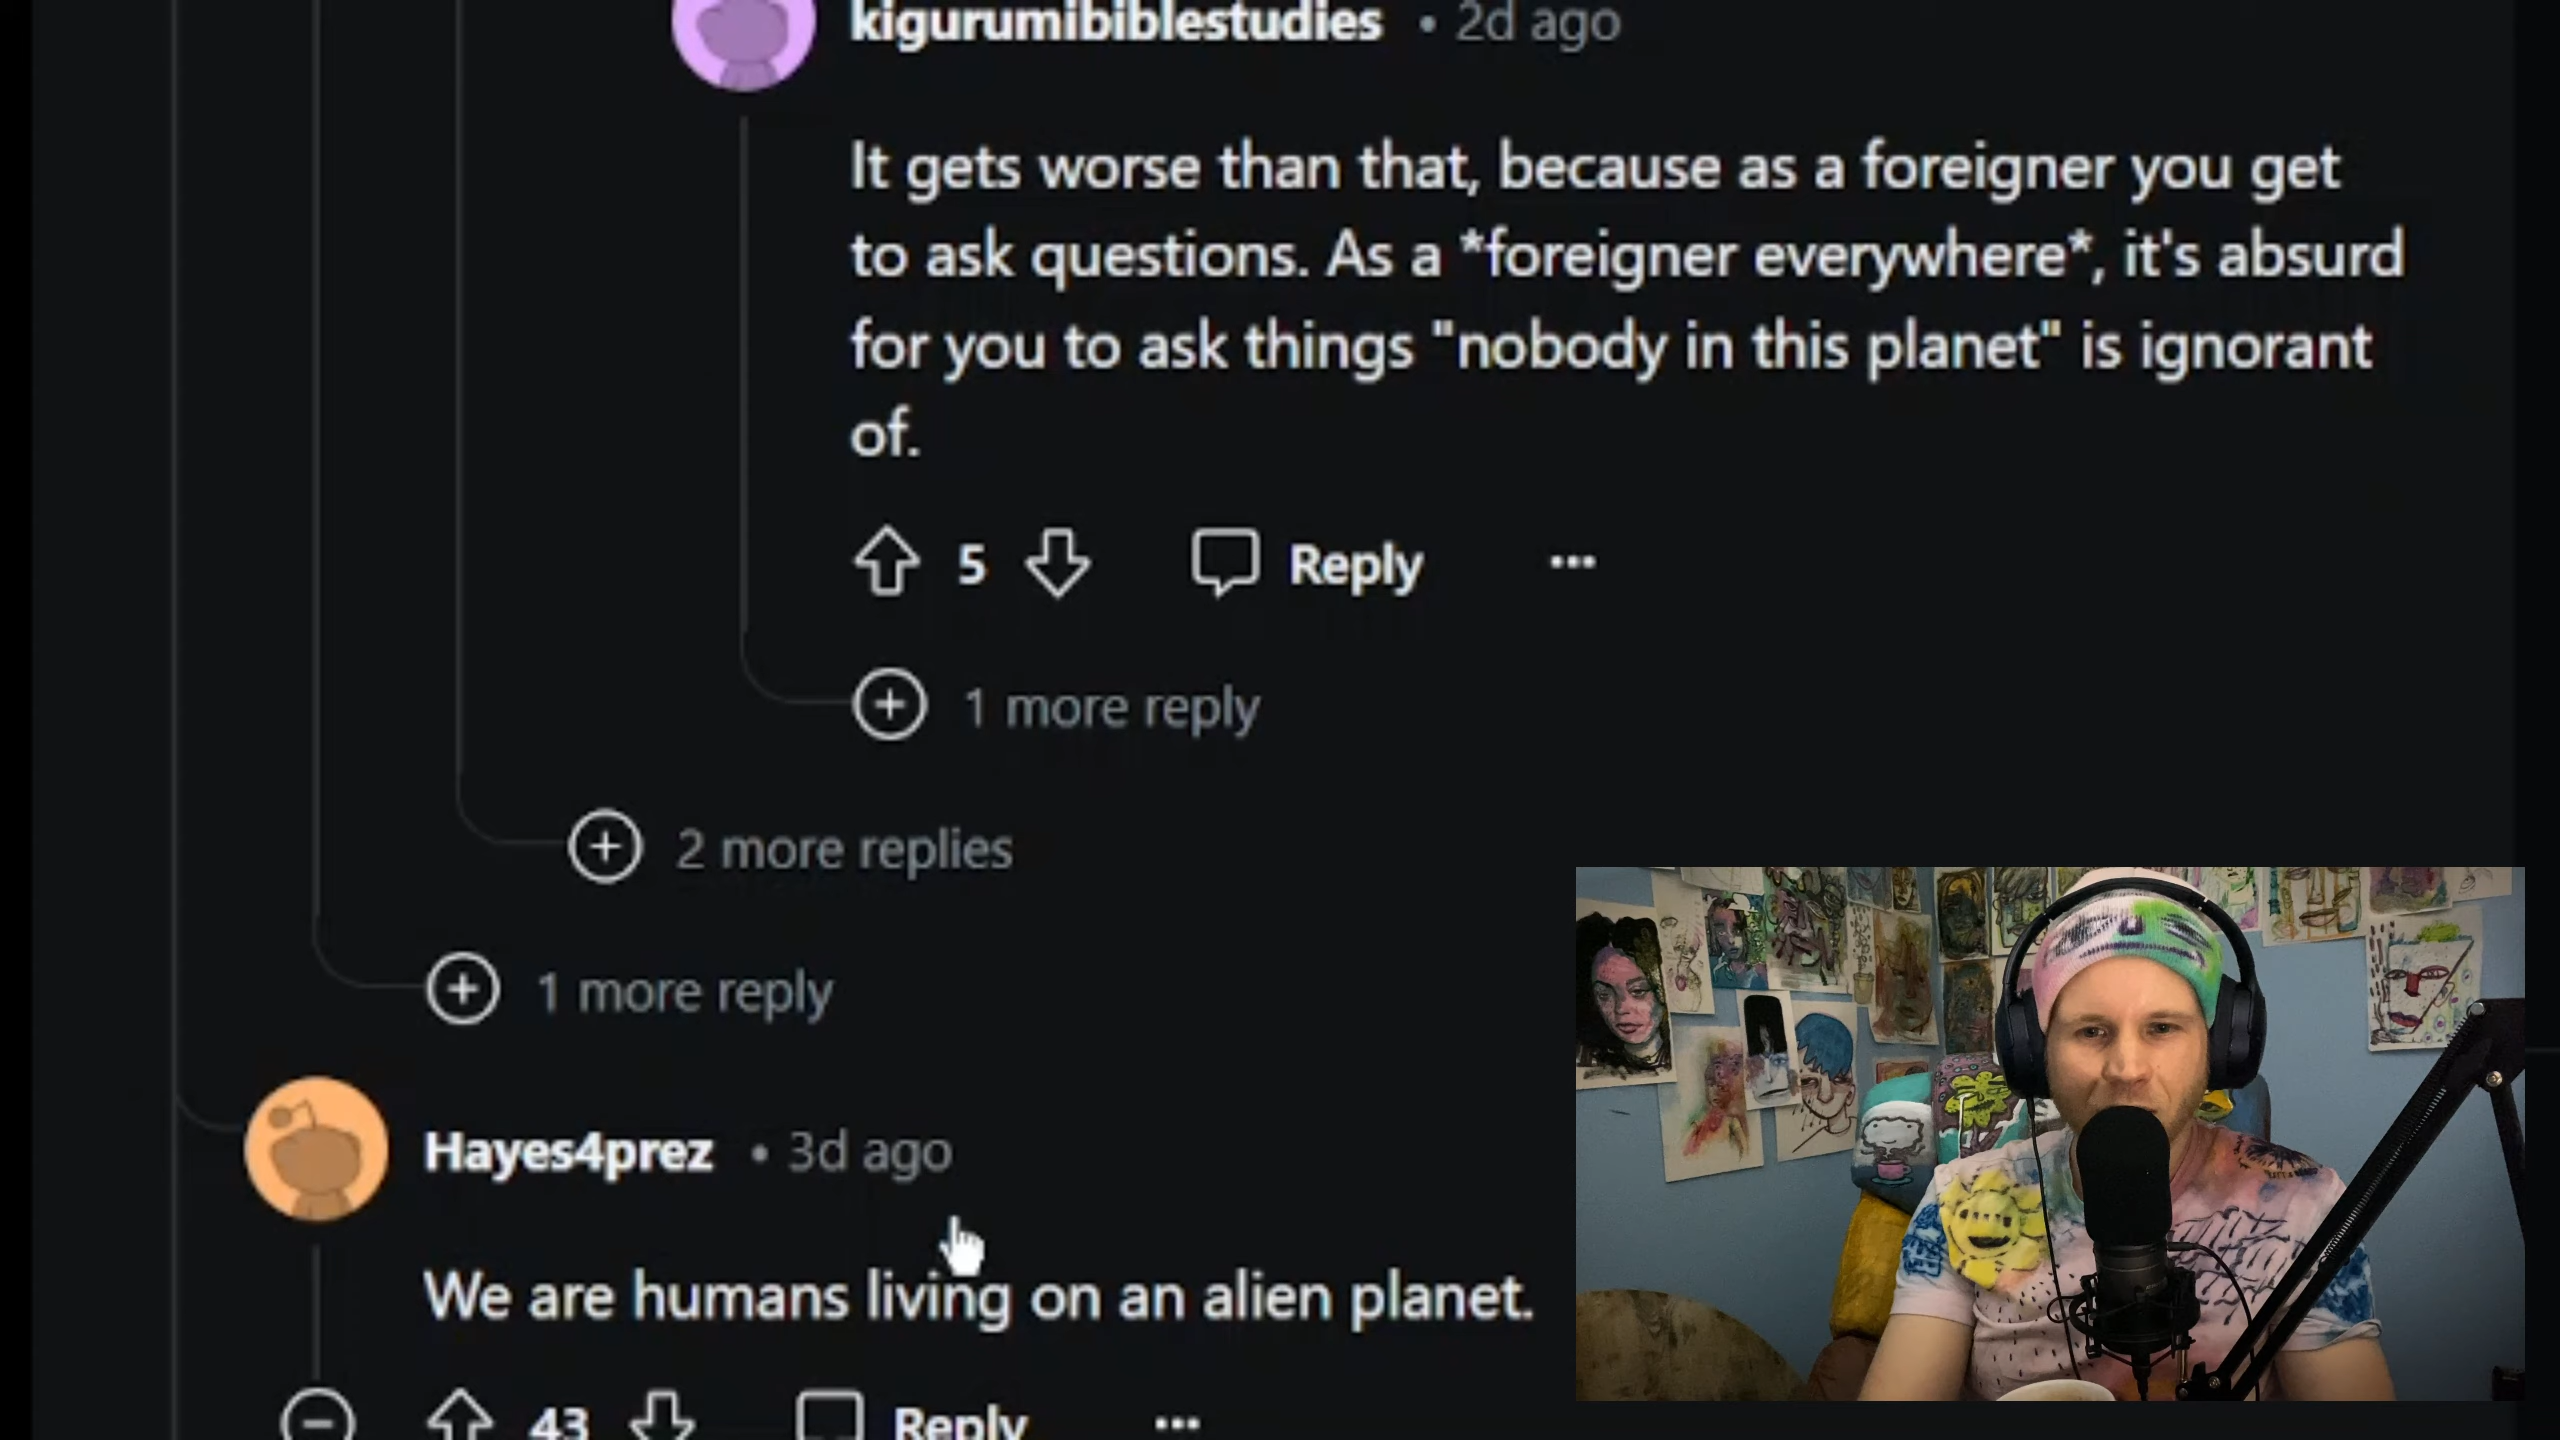 kigurumibiblestudies • 2d ago
It gets worse than that, because as a foreigner you get
to ask questions. As a *foreigner everywhere*, it's absurd
for you to ask things "nobody in this planet" is ignorant
of.
5 Reply ...
1 more reply
2 more replies
1 more reply
Hayes4prez • 3d ago
We are humans living on an alien planet.
43 Reply ...